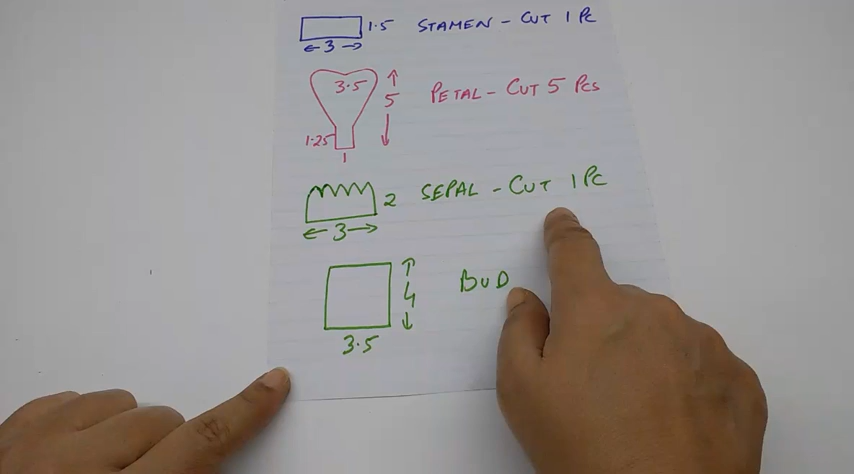 1.5 STAMEN - CUT 1 PC
3
3.5 5 PETAL - CUT 5 PCS
1.25
1
2 SEPAL - CUT 1 PC
3
4 BUD
3.5